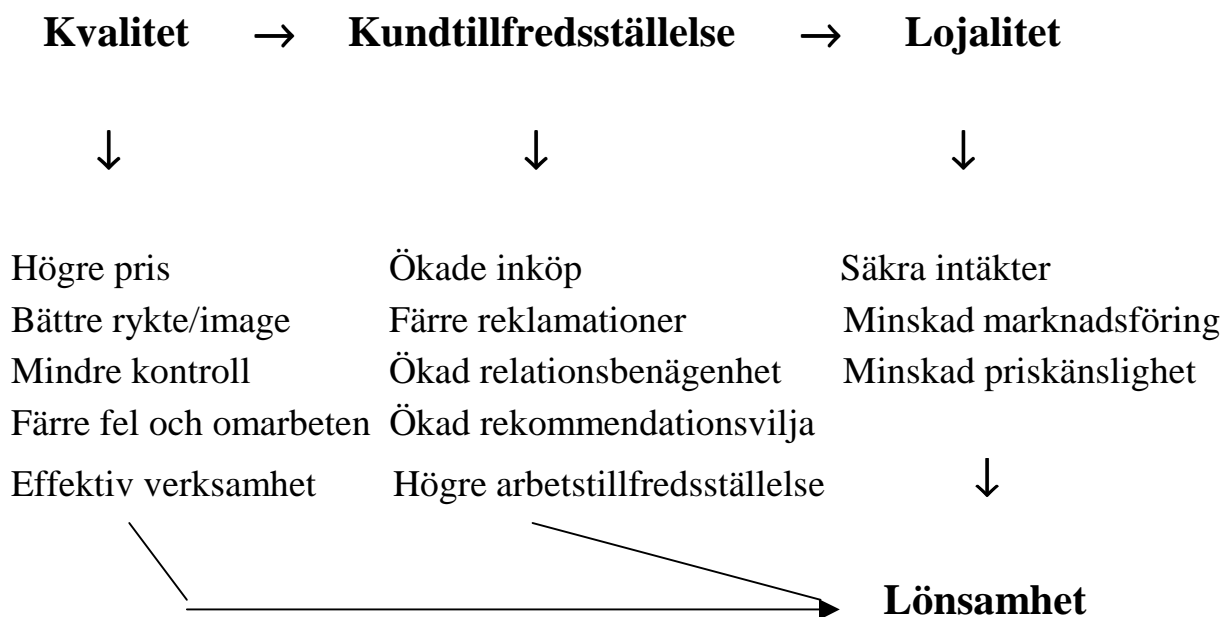 Kvalitet → Kundtillfredsställelse → Lojalitet
↓ ↓ ↓
Högre pris Ökade inköp Säkra intäkter
Bättre rykte/image Färre reklamationer Minskad marknadsföring
Mindre kontroll Ökad relationsbenägenhet Minskad priskänslighet
Färre fel och omarbeten Ökad rekommendationsvilja
Effektiv verksamhet Högre arbetstillfredsställelse ↓
Lönsamhet